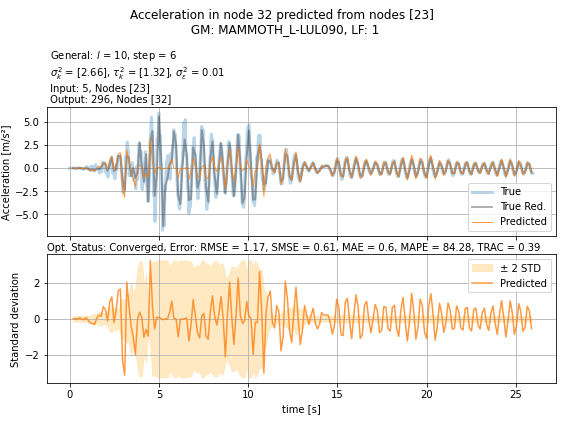 Acceleration in node 32 predicted from nodes [23]
GM: MAMMOTH_L-LUL090, LF: 1
General: l = 10, step = 6
σ²ₖ = [2.66], τ²ₖ = [1.32], σ²_ε = 0.01
Input: 5, Nodes [23]
Output: 296, Nodes [32]
Acceleration [m/s²]
5.0
2.5
0.0
−2.5
−5.0
True
True Red.
Predicted
Opt. Status: Converged, Error: RMSE = 1.17, SMSE = 0.61, MAE = 0.6, MAPE = 84.28, TRAC = 0.39
Standard deviation
2
0
−2
± 2 STD
Predicted
0
5
10
15
20
25
time [s]